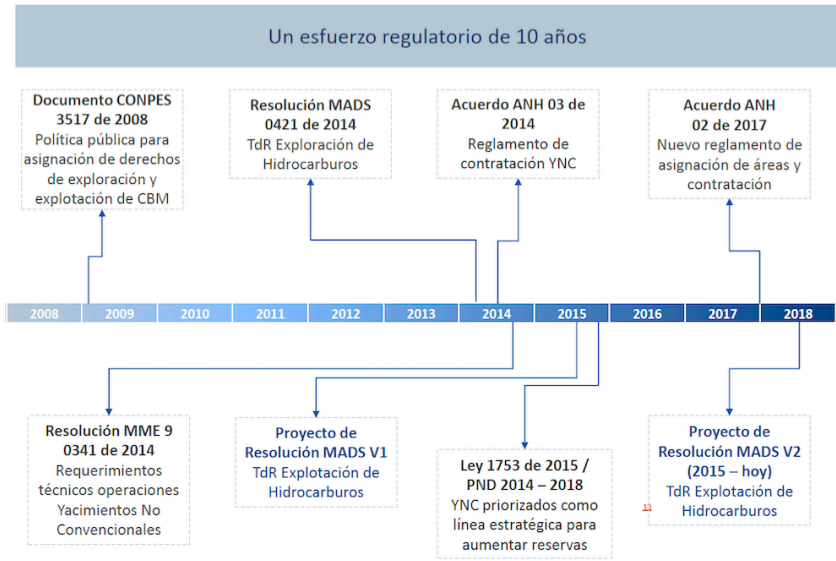 Un esfuerzo regulatorio de 10 años
Documento CONPES
3517 de 2008
Política pública para
asignación de derechos
de exploración y
explotación de CBM
Resolución MADS
0421 de 2014
TdR Exploración de
Hidrocarburos
Acuerdo ANH 03 de
2014
Reglamento de
contratación YNC
Acuerdo ANH
02 de 2017
Nuevo reglamento de
asignación de áreas y
contratación
2008 2009 2010 2011 2012 2013 2014 2015 2016 2017 2018
Resolución MME 9
0341 de 2014
Requerimientos
técnicos operaciones
Yacimientos No
Convencionales
Proyecto de
Resolución MADS V1
TdR Explotación de
Hidrocarburos
Ley 1753 de 2015 /
PND 2014 – 2018
YNC priorizados como
línea estratégica para
aumentar reservas
13
Proyecto de
Resolución MADS V2
(2015 – hoy)
TdR Explotación de
Hidrocarburos